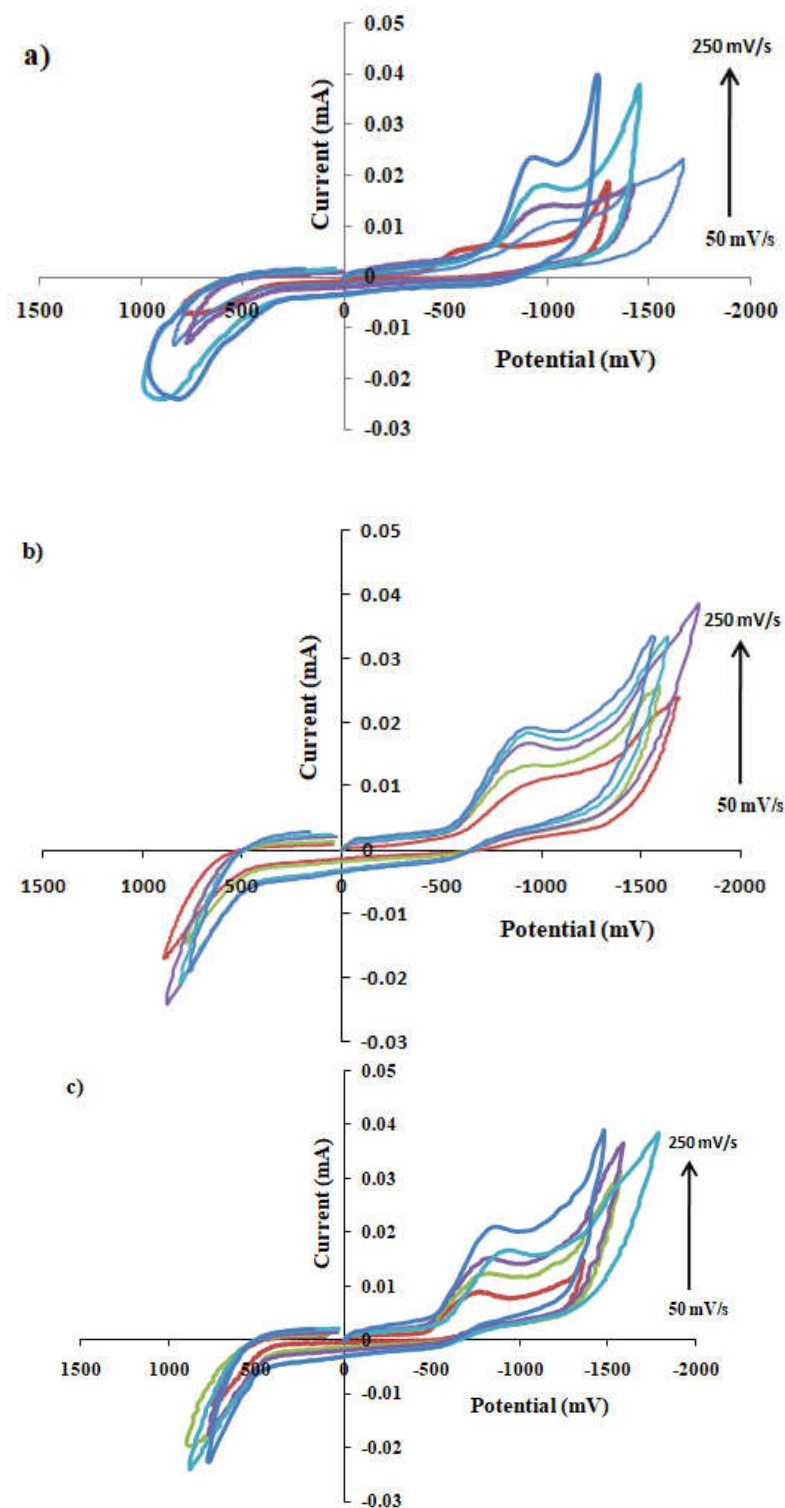 a)
0.05
250 mV/s
0.04
Current (mA)
0.03
0.02
0.01
50 mV/s
0
1500 1000 500 0 -500 -1000 -1500 -2000
-0.01
Potential (mV)
-0.02
-0.03
b)
0.05
0.04
250 mV/s
Current (mA)
0.03
0.02
0.01
50 mV/s
0
1500 1000 500 0 -500 -1000 -1500 -2000
-0.01
Potential (mV)
-0.02
-0.03
c)
0.05
0.04
250 mV/s
Current (mA)
0.03
0.02
0.01
50 mV/s
0
1500 1000 500 0 -500 -1000 -1500 -2000
-0.01
Potential (mV)
-0.02
-0.03